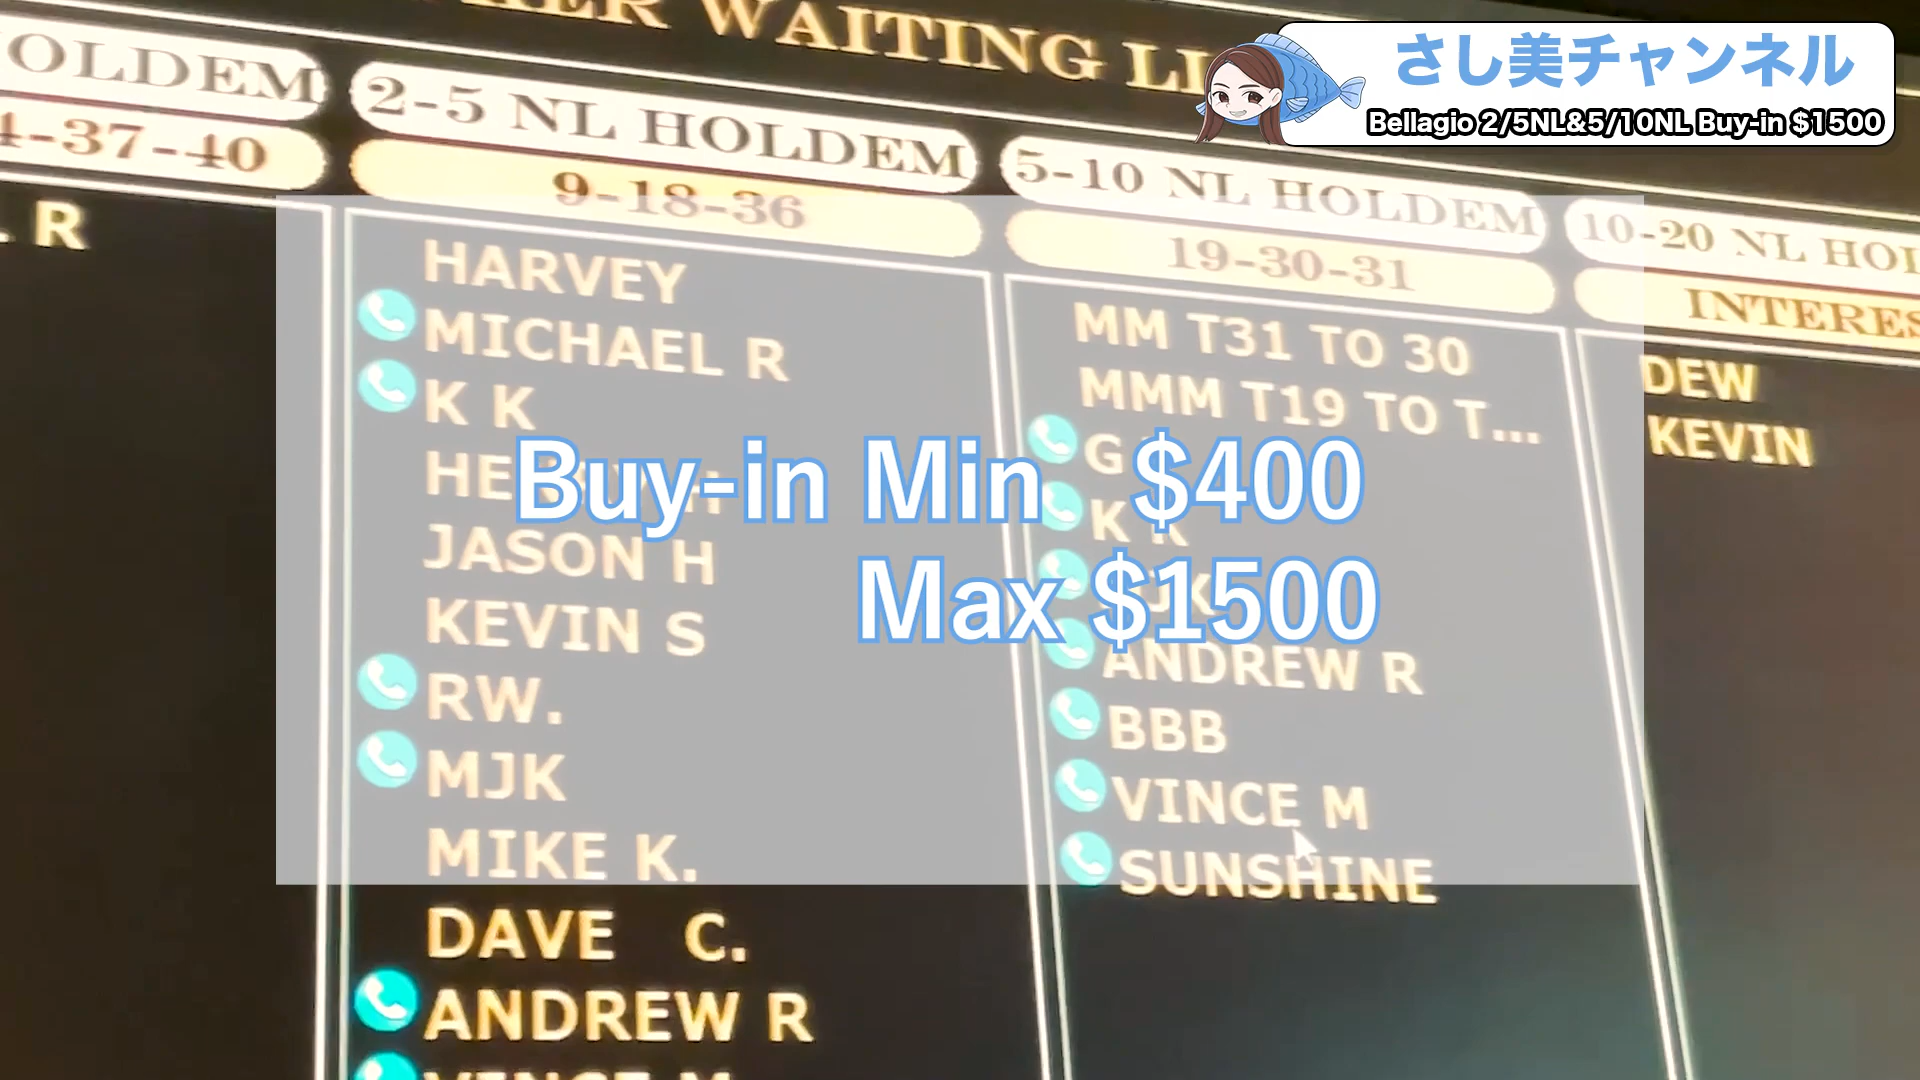 WAITING
さし美チャンネル
Bellagio 2/5NL&5/10NL Buy-in $1500
OLDEM
2-5 NL HOLDEM
5-10 NL HOLDEM
10-20 NL HOL
4-37-40
9-18-36
19-30-31
INTERES
R
HARVEY
MICHAEL R
K K
JASON H
KEVIN S
RW.
MJK
MIKE K.
DAVE C.
ANDREW R
VINCE M
MM T31 TO 30
MMM T19 TO T...
G
K K
ANDREW R
BBB
VINCE M
SUNSHINE
DEW
KEVIN
Buy-in Min $400
Max $1500